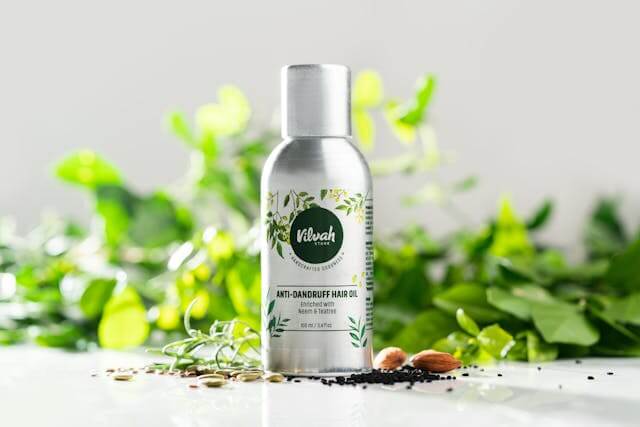 Vilvah
STORE
HANDCRAFTED GOODNESS
ANTI-DANDRUFF HAIR OIL
Enriched with
Neem & Teatree
100 ml / 3.4 fl.oz